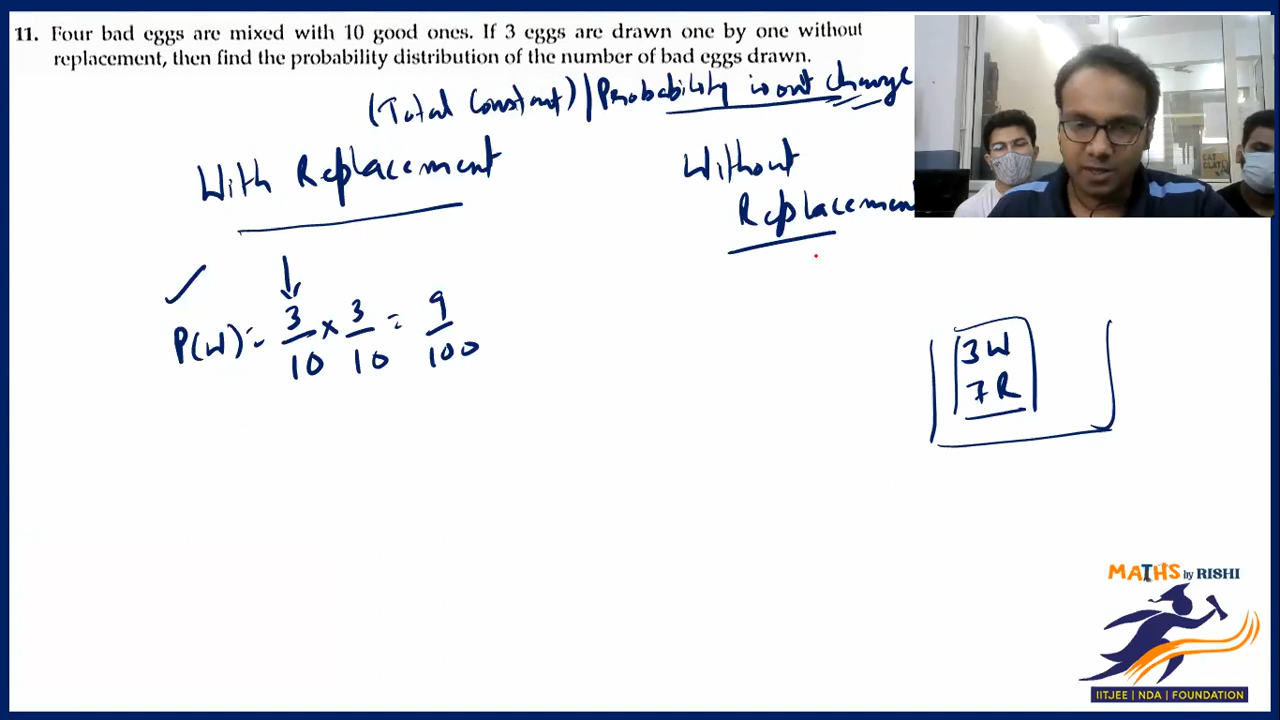 11. Four bad eggs are mixed with 10 good ones. If 3 eggs are drawn one by one without
replacement, then find the probability distribution of the number of bad eggs drawn.
(Total Constant) | Probability is not change
With Replacement
Without
Replacement
P(W) = 3/10 × 3/10 = 9/100
3W
7R
CAT
MATHS by RISHI
IITJEE | NDA | FOUNDATION